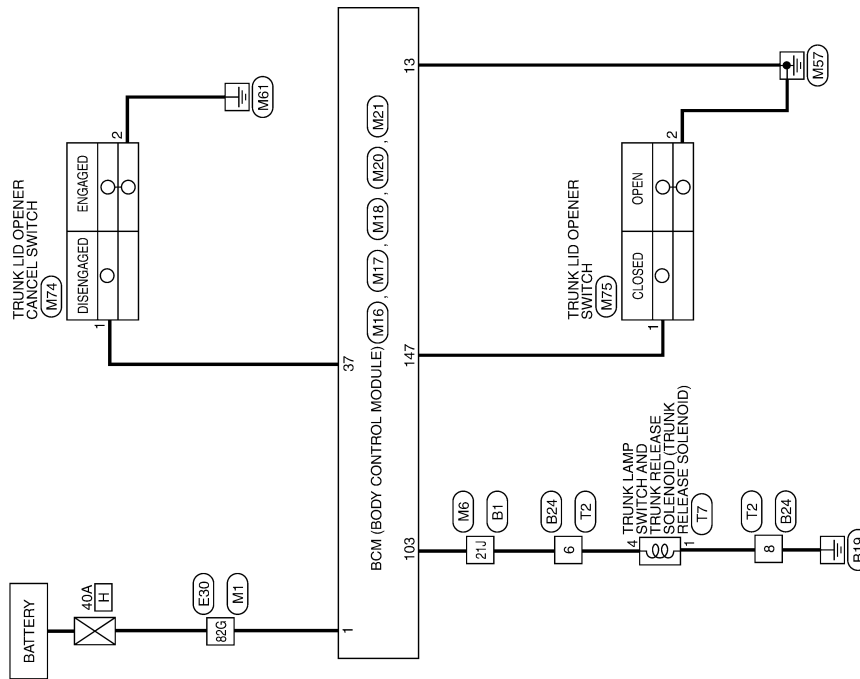 BATTERY
40A
H
E30
82G
M1
1
TRUNK LID OPENER
CANCEL SWITCH
M74
DISENGAGED
ENGAGED
1
2
M61
37
BCM (BODY CONTROL MODULE) M16 , M17 , M18 , M20 , M21
103
147
13
M6
21J
B1
B24
6
T2
4
TRUNK LAMP
SWITCH AND
TRUNK RELEASE
SOLENOID (TRUNK
RELEASE SOLENOID)
T7
1
T2
8
B24
B19
TRUNK LID OPENER
SWITCH
M75
CLOSED
OPEN
1
2
M57